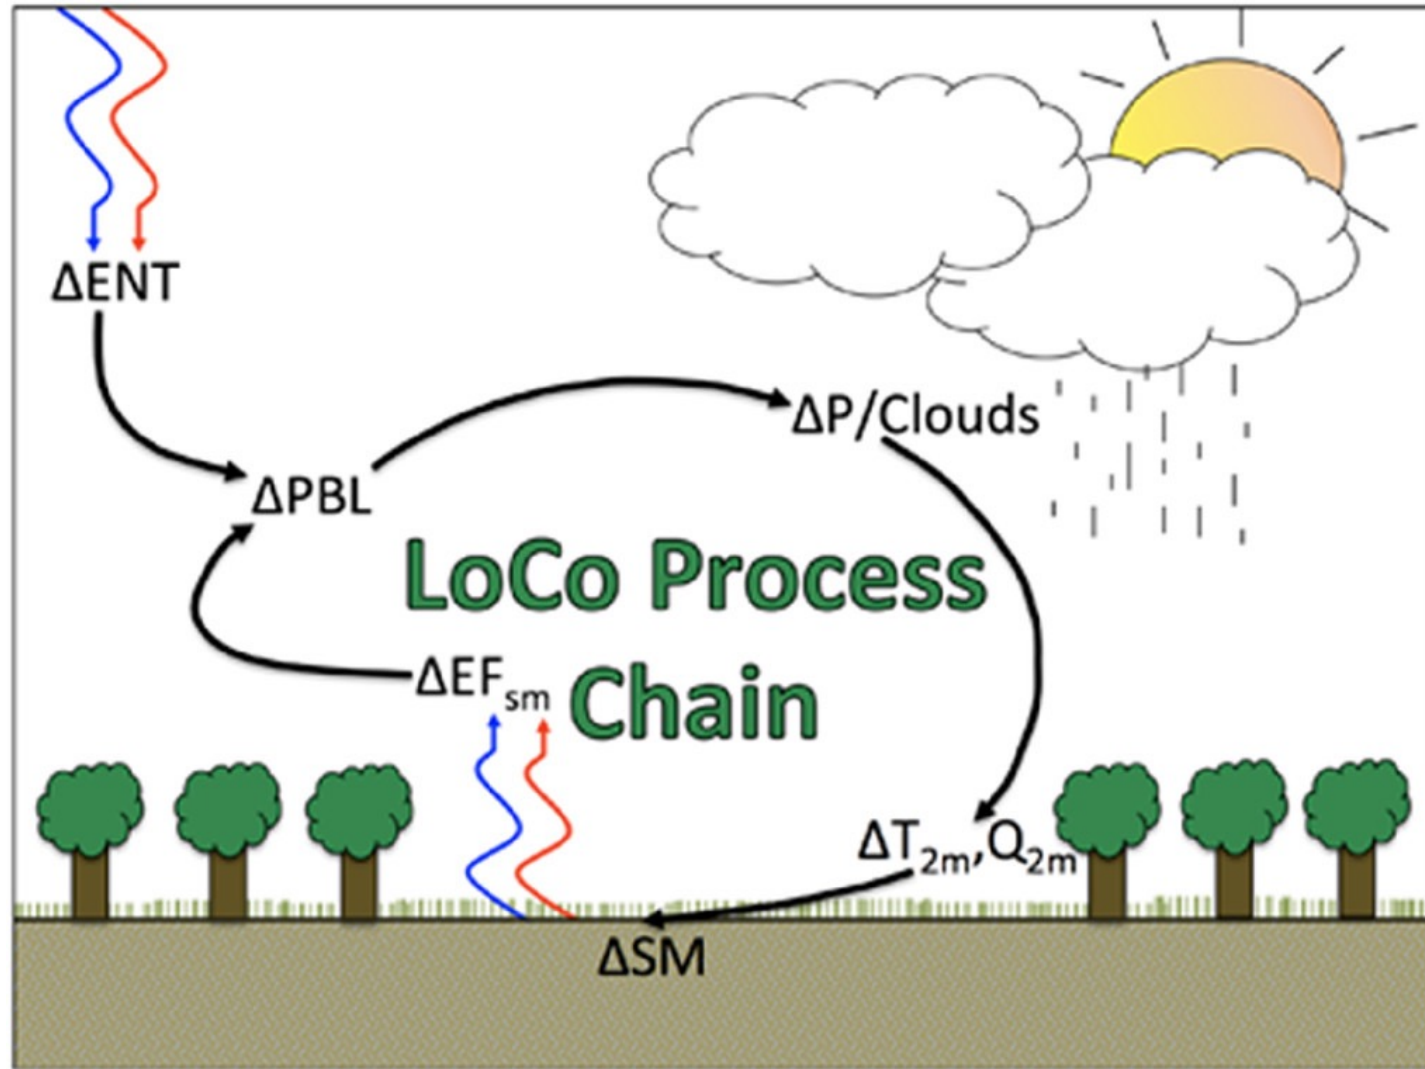 ΔENT
ΔP/Clouds
ΔPBL
LoCo Process
Chain
ΔEFsm
ΔT2m,Q2m
ΔSM